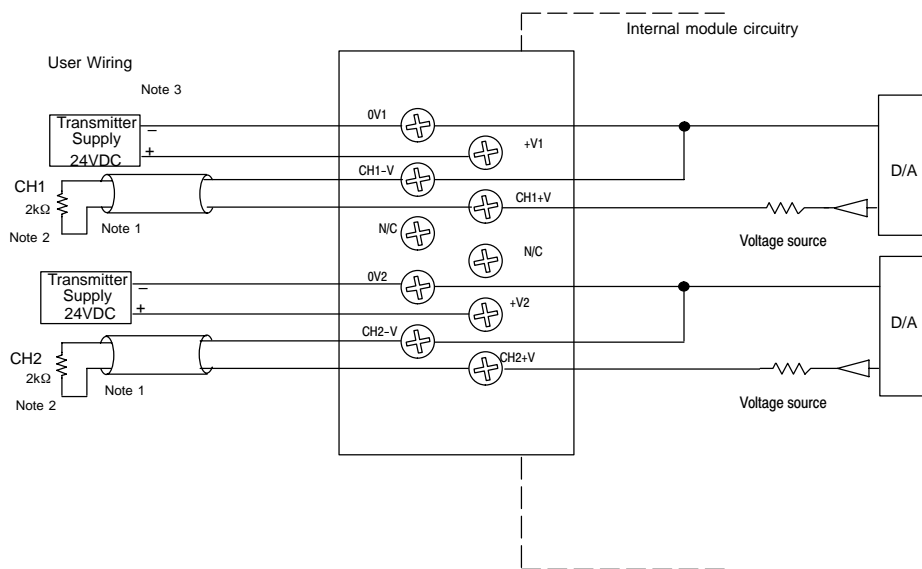 Internal module circuitry
User Wiring
Note 3
Transmitter
Supply
24VDC
–
+
0V1
+V1
D/A
CH1
2kΩ
Note 2
Note 1
CH1–V
CH1+V
Voltage source
N/C
N/C
Transmitter
Supply
24VDC
–
+
0V2
+V2
D/A
CH2
2kΩ
Note 2
Note 1
CH2–V
CH2+V
Voltage source